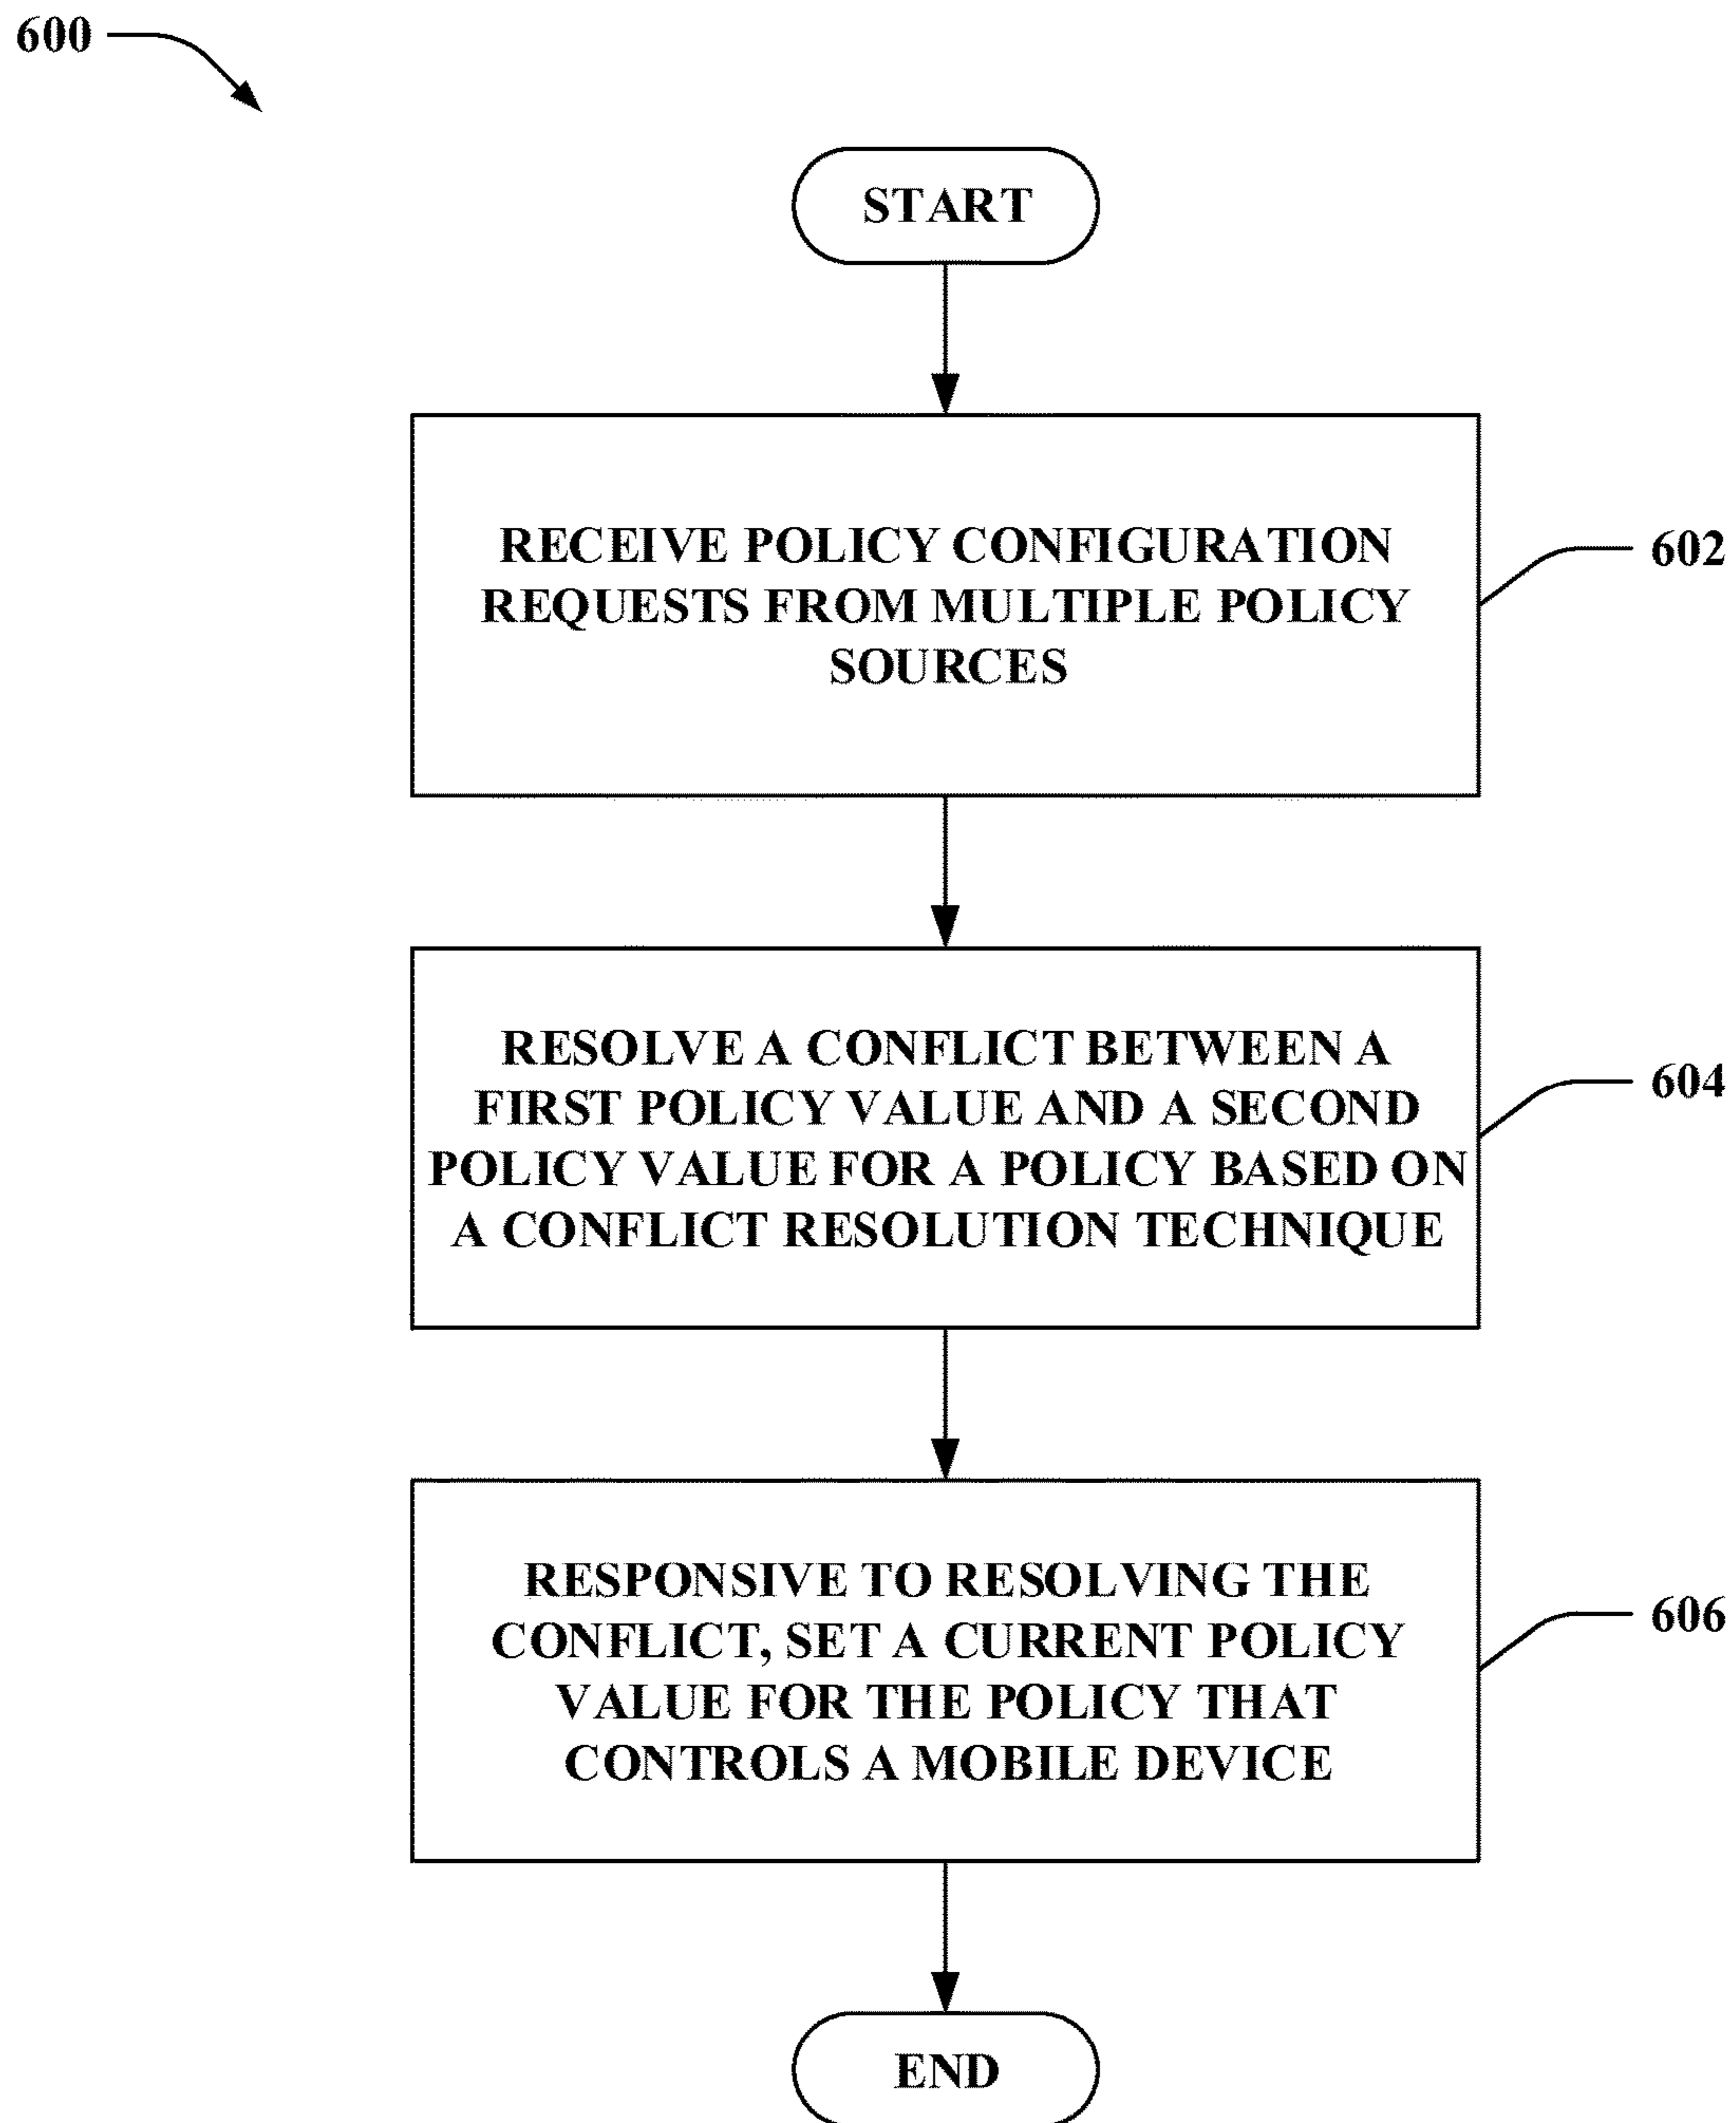 600
START
RECEIVE POLICY CONFIGURATION
REQUESTS FROM MULTIPLE POLICY
SOURCES
602
RESOLVE A CONFLICT BETWEEN A
FIRST POLICY VALUE AND A SECOND
POLICY VALUE FOR A POLICY BASED ON
A CONFLICT RESOLUTION TECHNIQUE
604
RESPONSIVE TO RESOLVING THE
CONFLICT, SET A CURRENT POLICY
VALUE FOR THE POLICY THAT
CONTROLS A MOBILE DEVICE
606
END